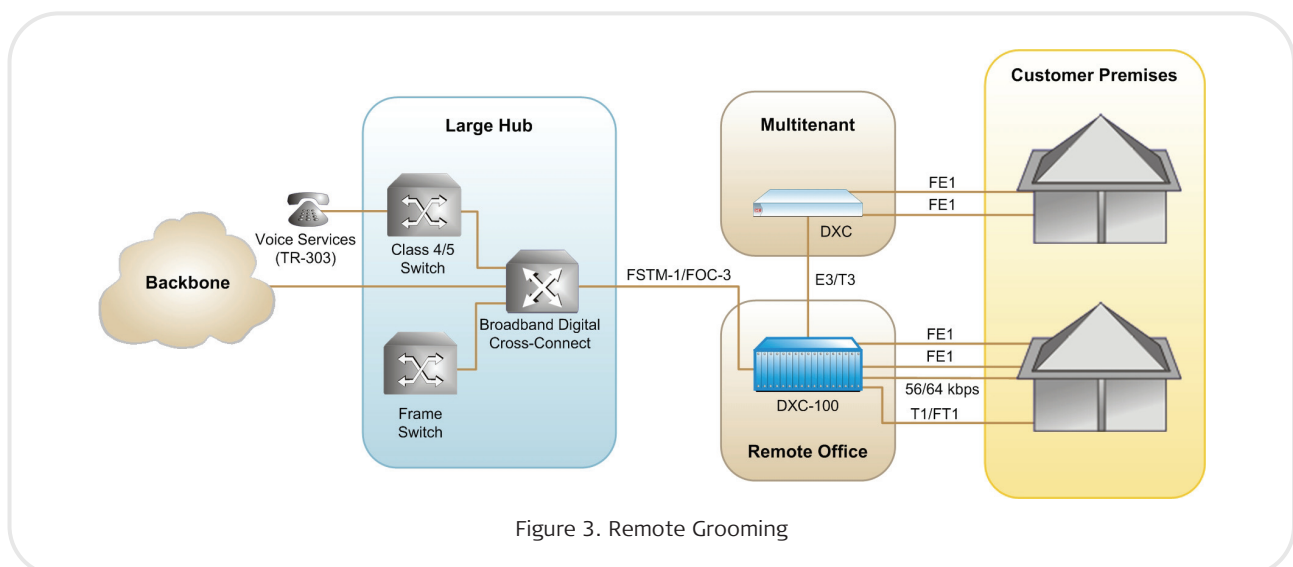 Customer Premises
Large Hub
Multitenant
FE1
FE1
Voice Services
(TR-303)
Class 4/5
Switch
DXC
Backbone
FSTM-1/FOC-3
E3/T3
Broadband Digital
Cross-Connect
FE1
FE1
56/64 kbps
DXC-100
T1/FT1
Frame
Switch
Remote Office
Figure 3. Remote Grooming